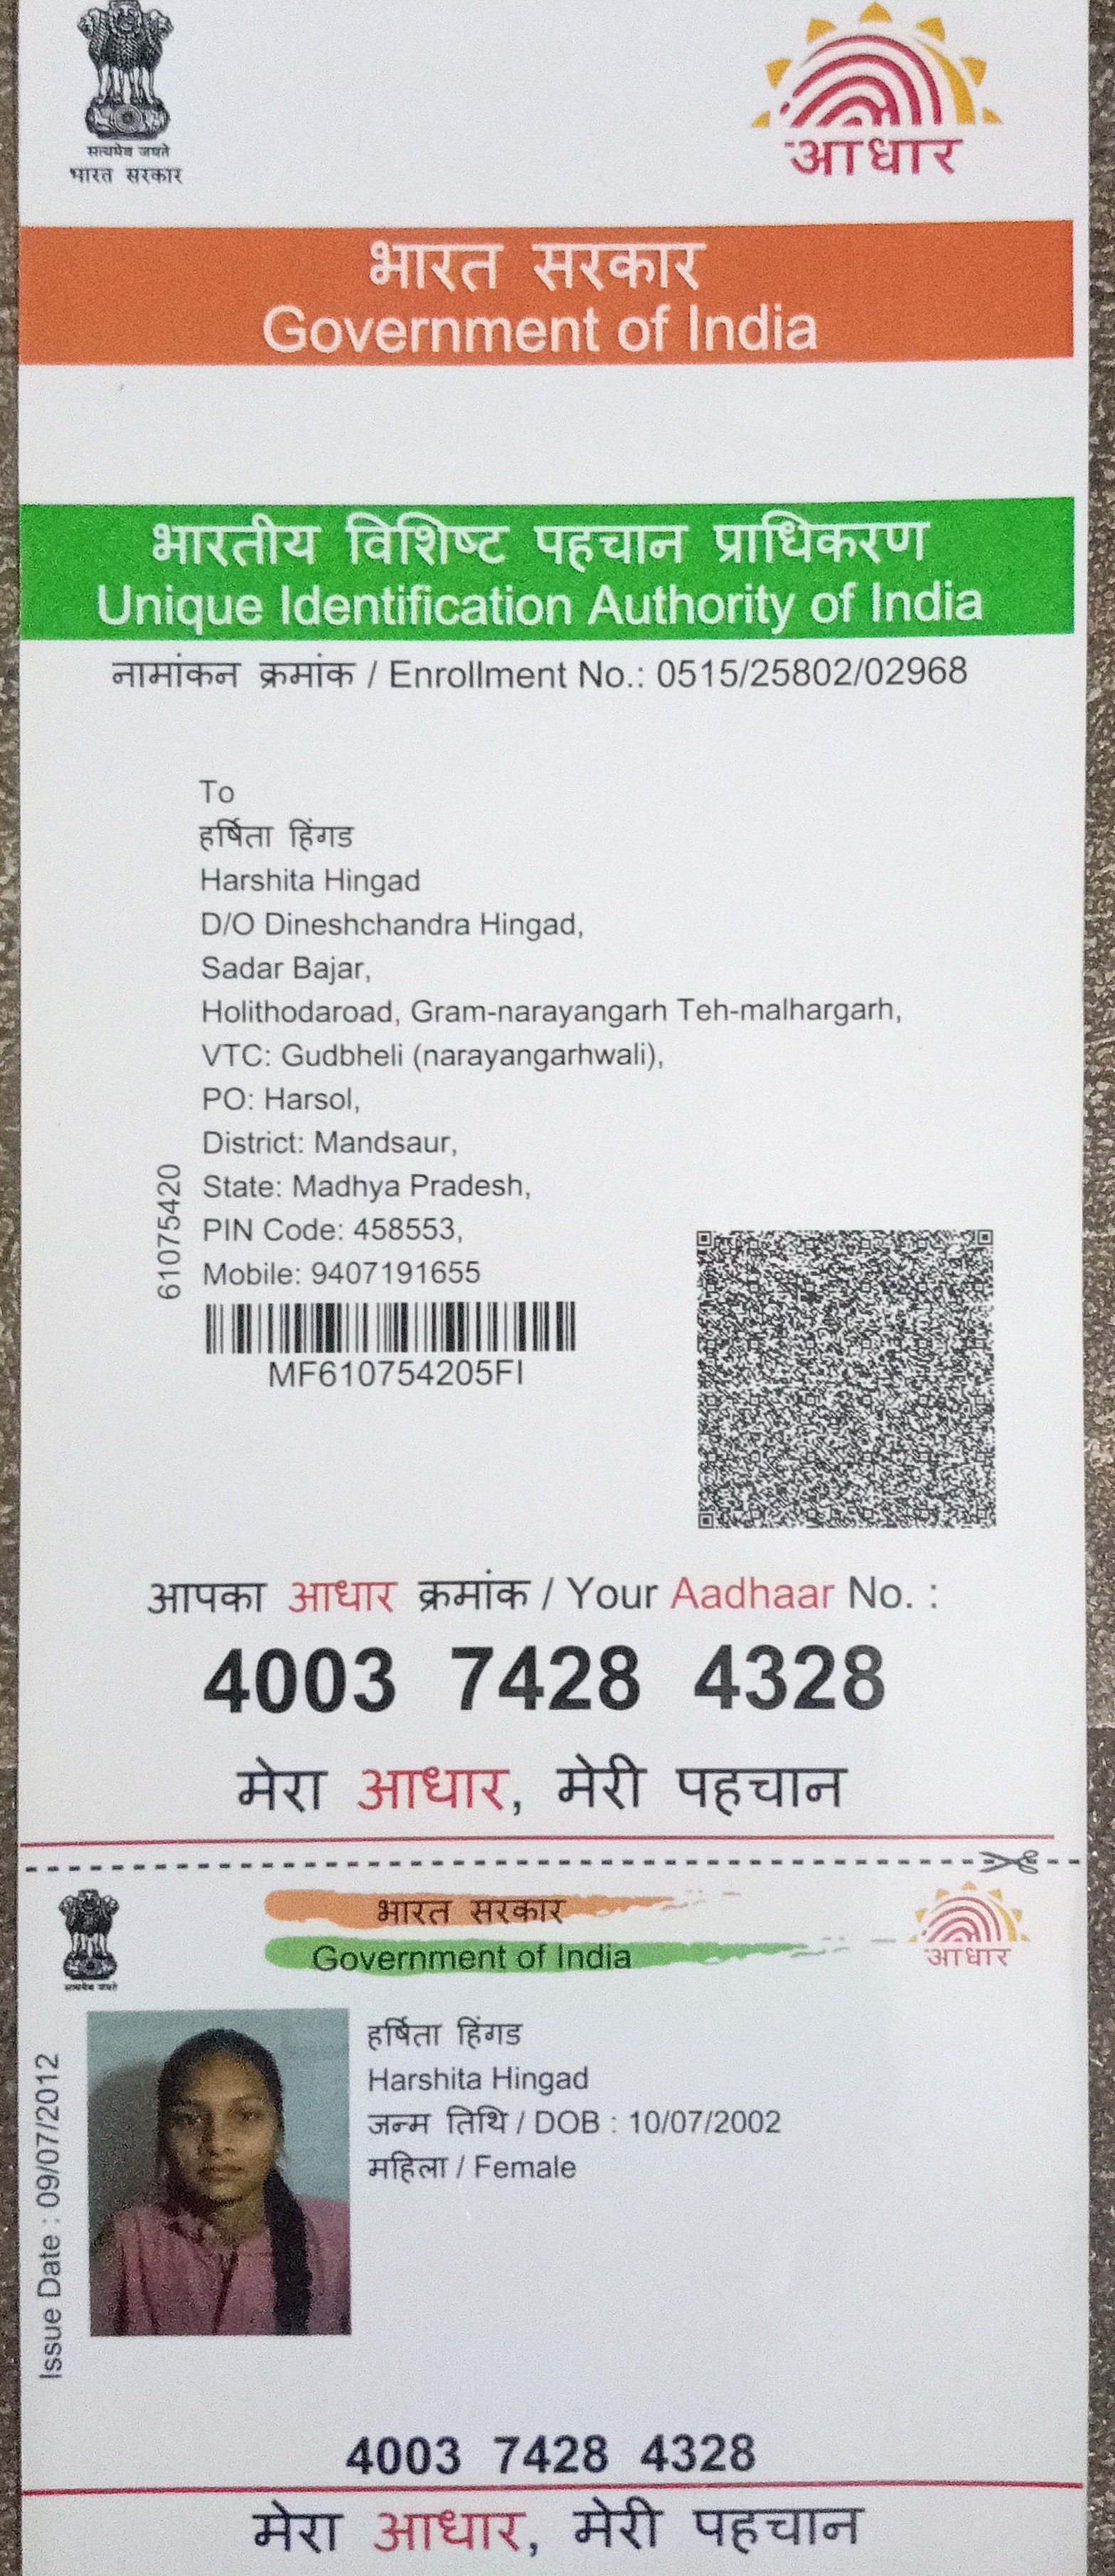 सत्यमेव जयते
भारत सरकार
आधार
भारत सरकार
Government of India
भारतीय विशिष्ट पहचान प्राधिकरण
Unique Identification Authority of India
नामांकन क्रमांक / Enrollment No.: 0515/25802/02968
To
हर्षिता हिंगड
Harshita Hingad
D/O Dineshchandra Hingad,
Sadar Bajar,
Holithodaroad, Gram-narayangarh Teh-malhargarh,
VTC: Gudbheli (narayangarhwali),
PO: Harsol,
District: Mandsaur,
State: Madhya Pradesh,
PIN Code: 458553,
Mobile: 9407191655
61075420
MF610754205FI
आपका आधार क्रमांक / Your Aadhaar No. :
4003 7428 4328
मेरा आधार, मेरी पहचान
सत्यमेव जयते
भारत सरकार
Government of India
आधार
Issue Date : 09/07/2012
हर्षिता हिंगड
Harshita Hingad
जन्म तिथि / DOB : 10/07/2002
महिला / Female
4003 7428 4328
मेरा आधार, मेरी पहचान